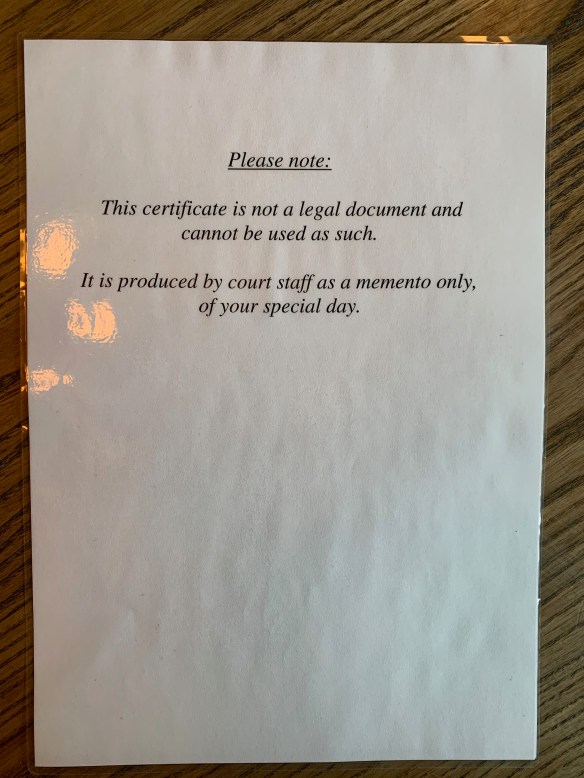 Please note:
This certificate is not a legal document and
cannot be used as such.
It is produced by court staff as a memento only,
of your special day.